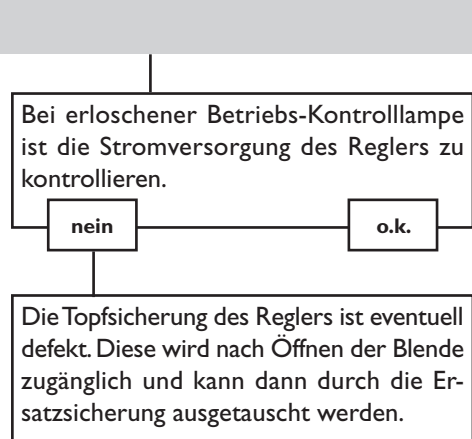 Bei erloschener Betriebs-Kontrolllampe
ist die Stromversorgung des Reglers zu
kontrollieren.
nein o.k.
Die Topfsicherung des Reglers ist eventuell
defekt. Diese wird nach Öffnen der Blende
zugänglich und kann dann durch die Er-
satzsicherung ausgetauscht werden.